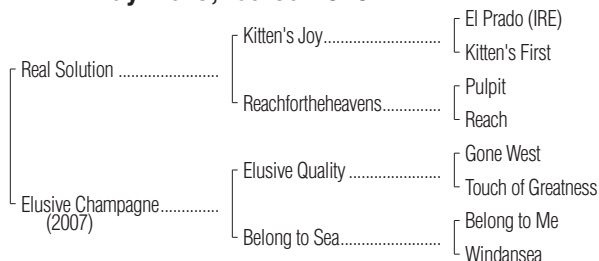 El Prado (IRE)
Kitten's Joy.......................
Kitten's First
Real Solution ........................
Pulpit
Reachfortheheavens..............
Reach
Gone West
Elusive Quality .......................
Touch of Greatness
Elusive Champagne..............
(2007)
Belong to Me
Belong to Sea........................
Windansea